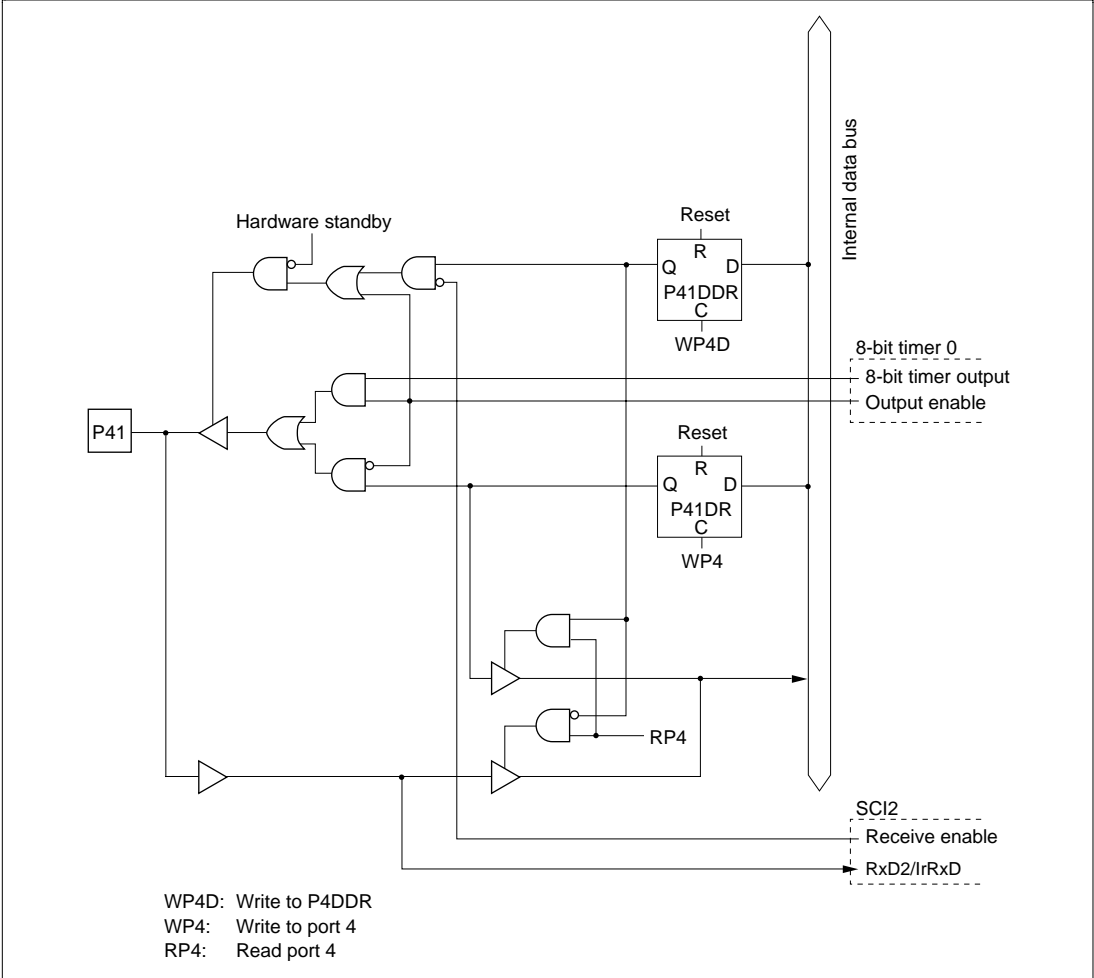 Internal data bus
Hardware standby
Reset
R
Q D
P41DDR
C
WP4D
8-bit timer 0
8-bit timer output
Output enable
P41
Reset
R
Q D
P41DR
C
WP4
RP4
SCI2
Receive enable
RxD2/IrRxD
WP4D: Write to P4DDR
WP4: Write to port 4
RP4: Read port 4